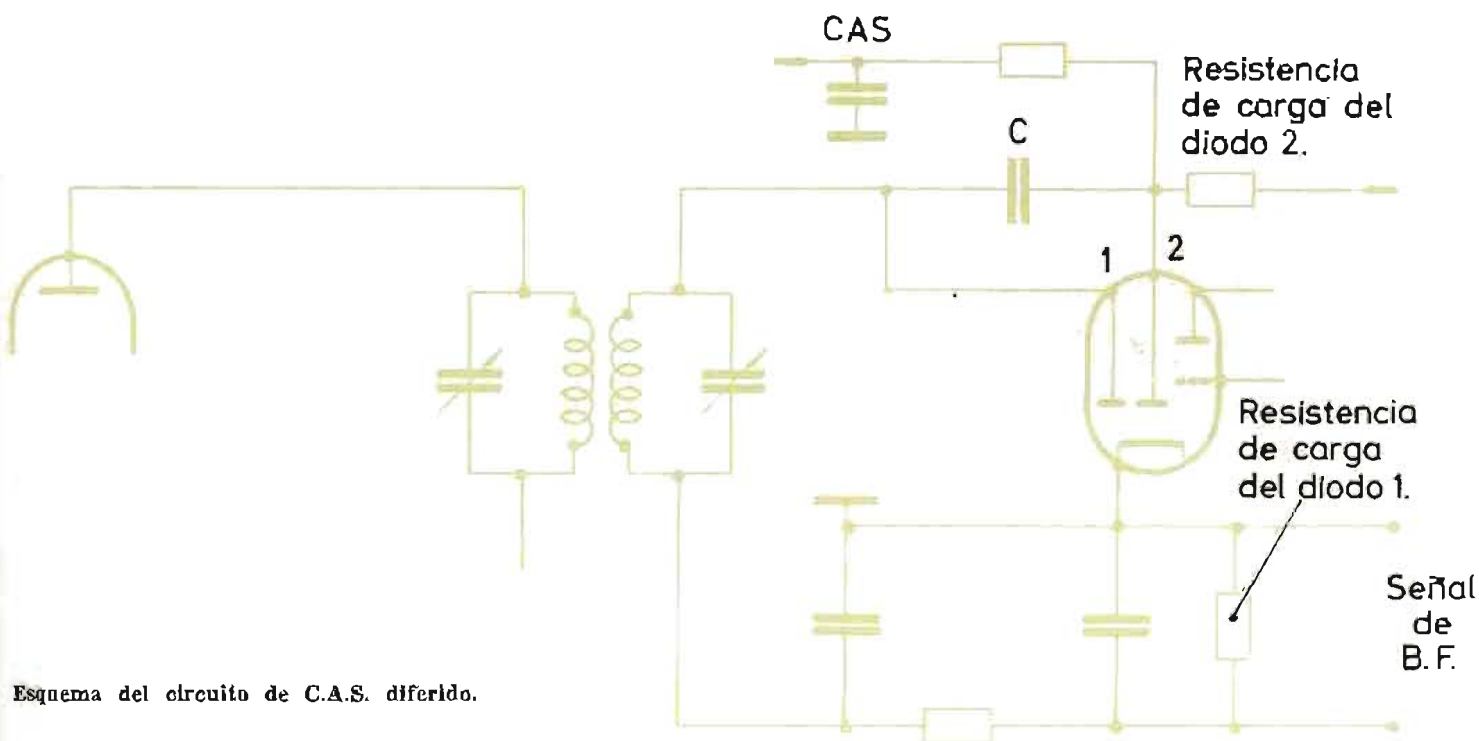 CAS
Resistencia
de carga del
diodo 2.
C
1 2
Resistencia
de carga
del diodo 1.
Señal
de
B.F.
Esquema del circuito de C.A.S. diferido.